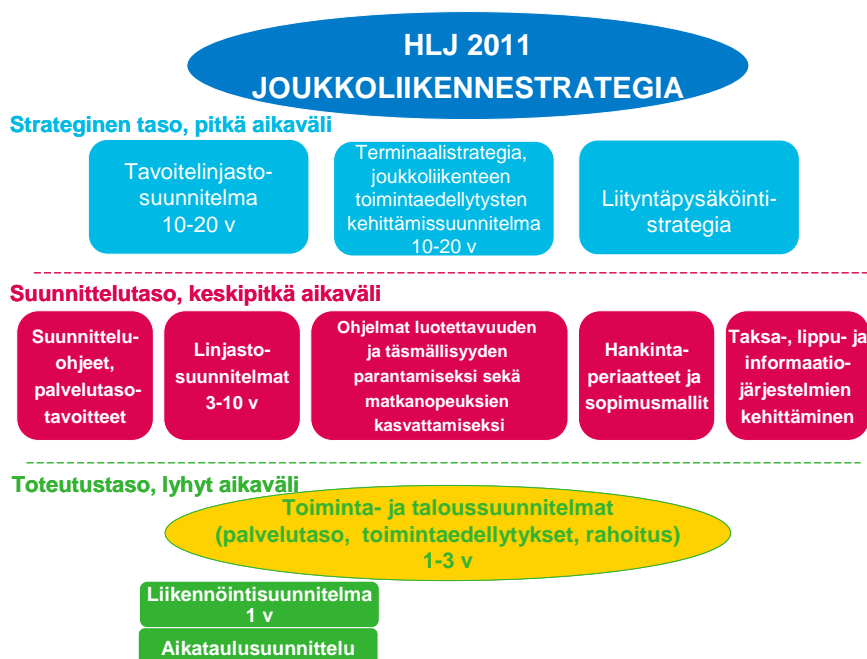 HLJ 2011
JOUKKOLIIKENNESTRATEGIA
Strateginen taso, pitkä aikaväli
Tavoitelinjasto-
suunnitelma
10-20 v
Terminaalistrategia,
joukkoliikenteen
toimintaedellytysten
kehittämissuunnitelma
10-20 v
Liityntäpysäköinti-
strategia
Suunnittelutaso, keskipitkä aikaväli
Suunnittelu-
ohjeet,
palvelutaso-
tavoitteet
Linjasto-
suunnitelmat
3-10 v
Ohjelmat luotettavuuden
ja täsmällisyyden
parantamiseksi sekä
matkanopeuksien
kasvattamiseksi
Hankinta-
periaatteet ja
sopimusmallit
Taksa-, lippu- ja
informaatio-
järjestelmien
kehittäminen
Toteutustaso, lyhyt aikaväli
Toiminta- ja taloussuunnitelmat
(palvelutaso, toimintaedellytykset, rahoitus)
1-3 v
Liikennöintisuunnitelma
1 v
Aikataulusuunnittelu